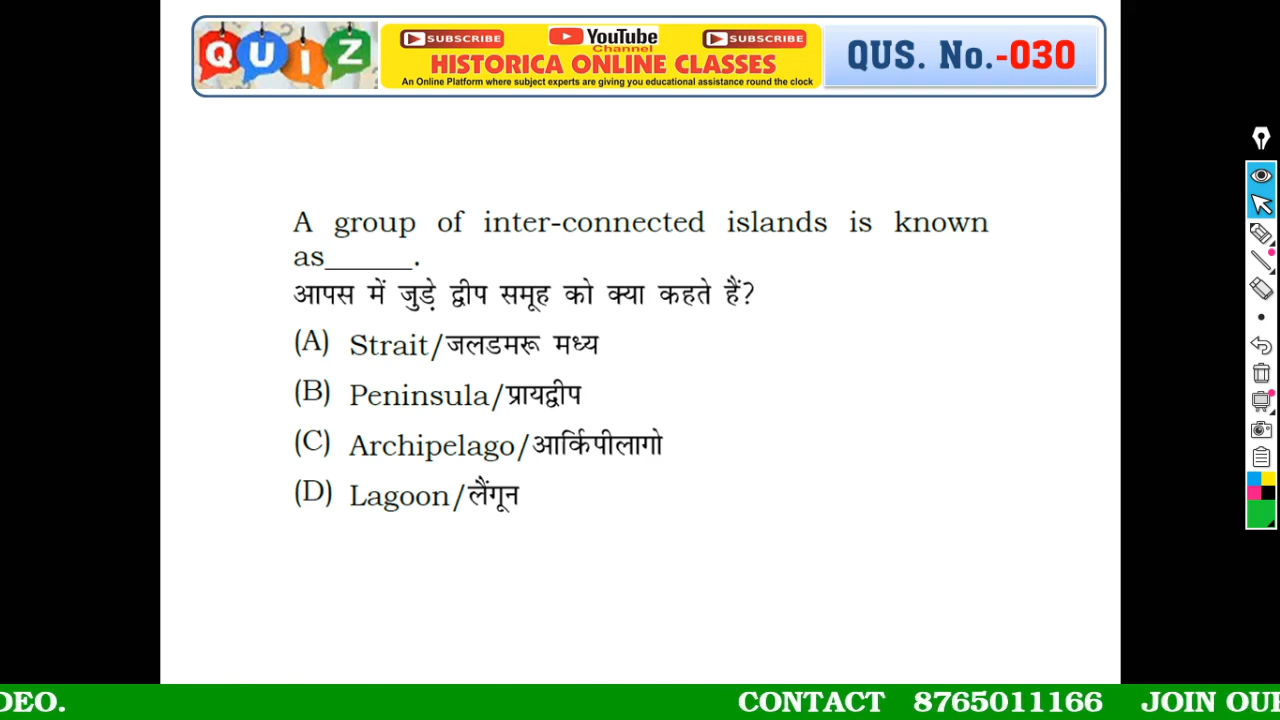 QUIZ
SUBSCRIBE YouTube SUBSCRIBE
Channel
HISTORICA ONLINE CLASSES
An Online Platform where subject experts are giving you educational assistance round the clock
QUS. No.-030
A group of inter-connected islands is known
as______.
आपस में जुड़े द्वीप समूह को क्या कहते हैं?
(A) Strait/जलडमरू मध्य
(B) Peninsula/प्रायद्वीप
(C) Archipelago/आर्किपीलागो
(D) Lagoon/लैंगून
DEO. CONTACT 8765011166 JOIN OUR